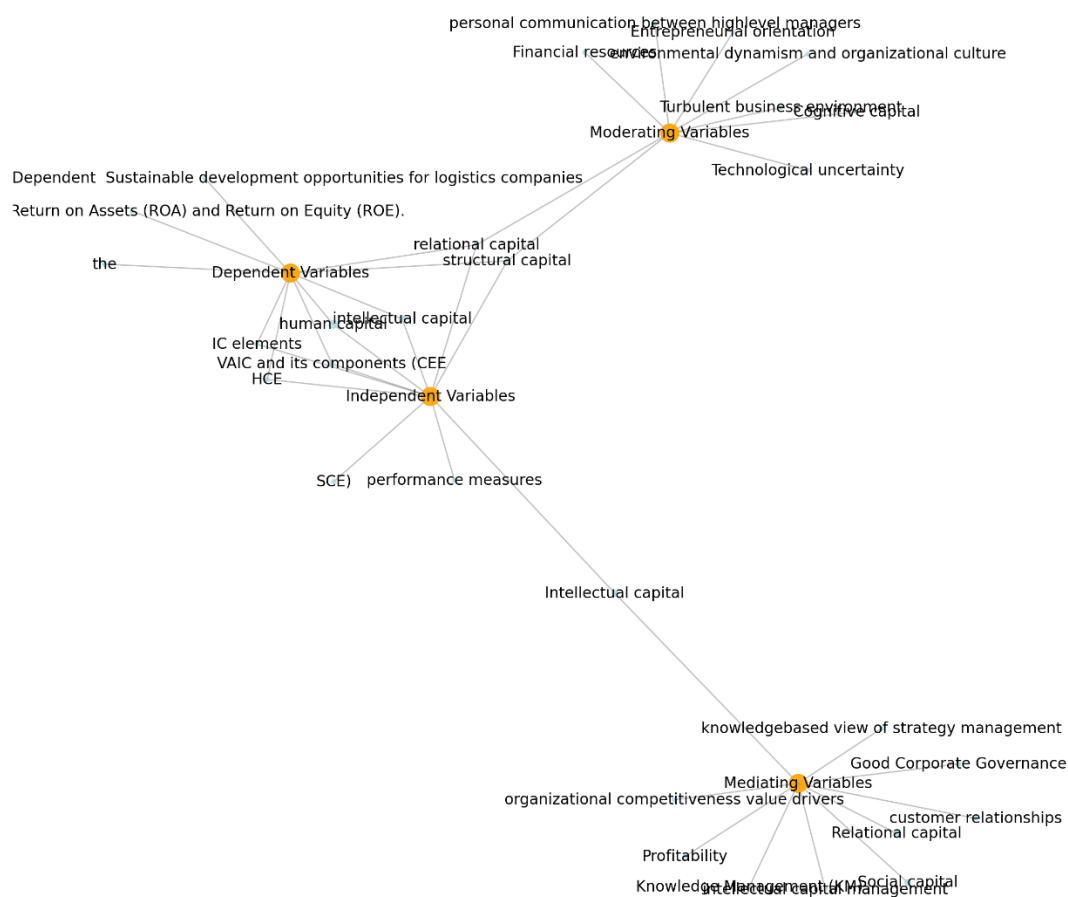 personal communication between highlevel managers
Entrepreneurial orientation
Financial resources
environmental dynamism and organizational culture
Turbulent business environment
Cognitive capital
Moderating Variables
Technological uncertainty
Dependent  Sustainable development opportunities for logistics companies
Return on Assets (ROA) and Return on Equity (ROE).
relational capital
structural capital
the
Dependent Variables
intellectual capital
human capital
IC elements
VAIC and its components (CEE
HCE
Independent Variables
SCE)
performance measures
Intellectual capital
knowledgebased view of strategy management
Good Corporate Governance
Mediating Variables
organizational competitiveness value drivers
customer relationships
Relational capital
Profitability
Social capital
Knowledge Management (KM)
intellectual capital management